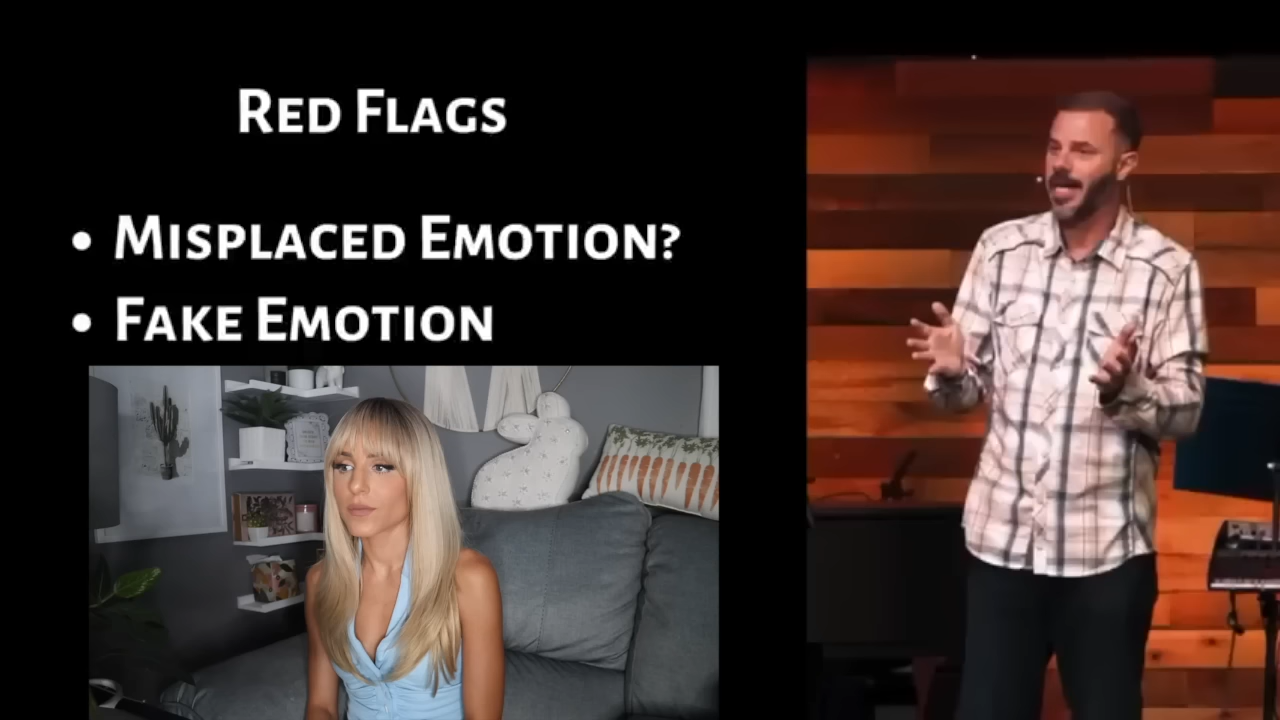 Red Flags
• Misplaced Emotion?
• Fake Emotion